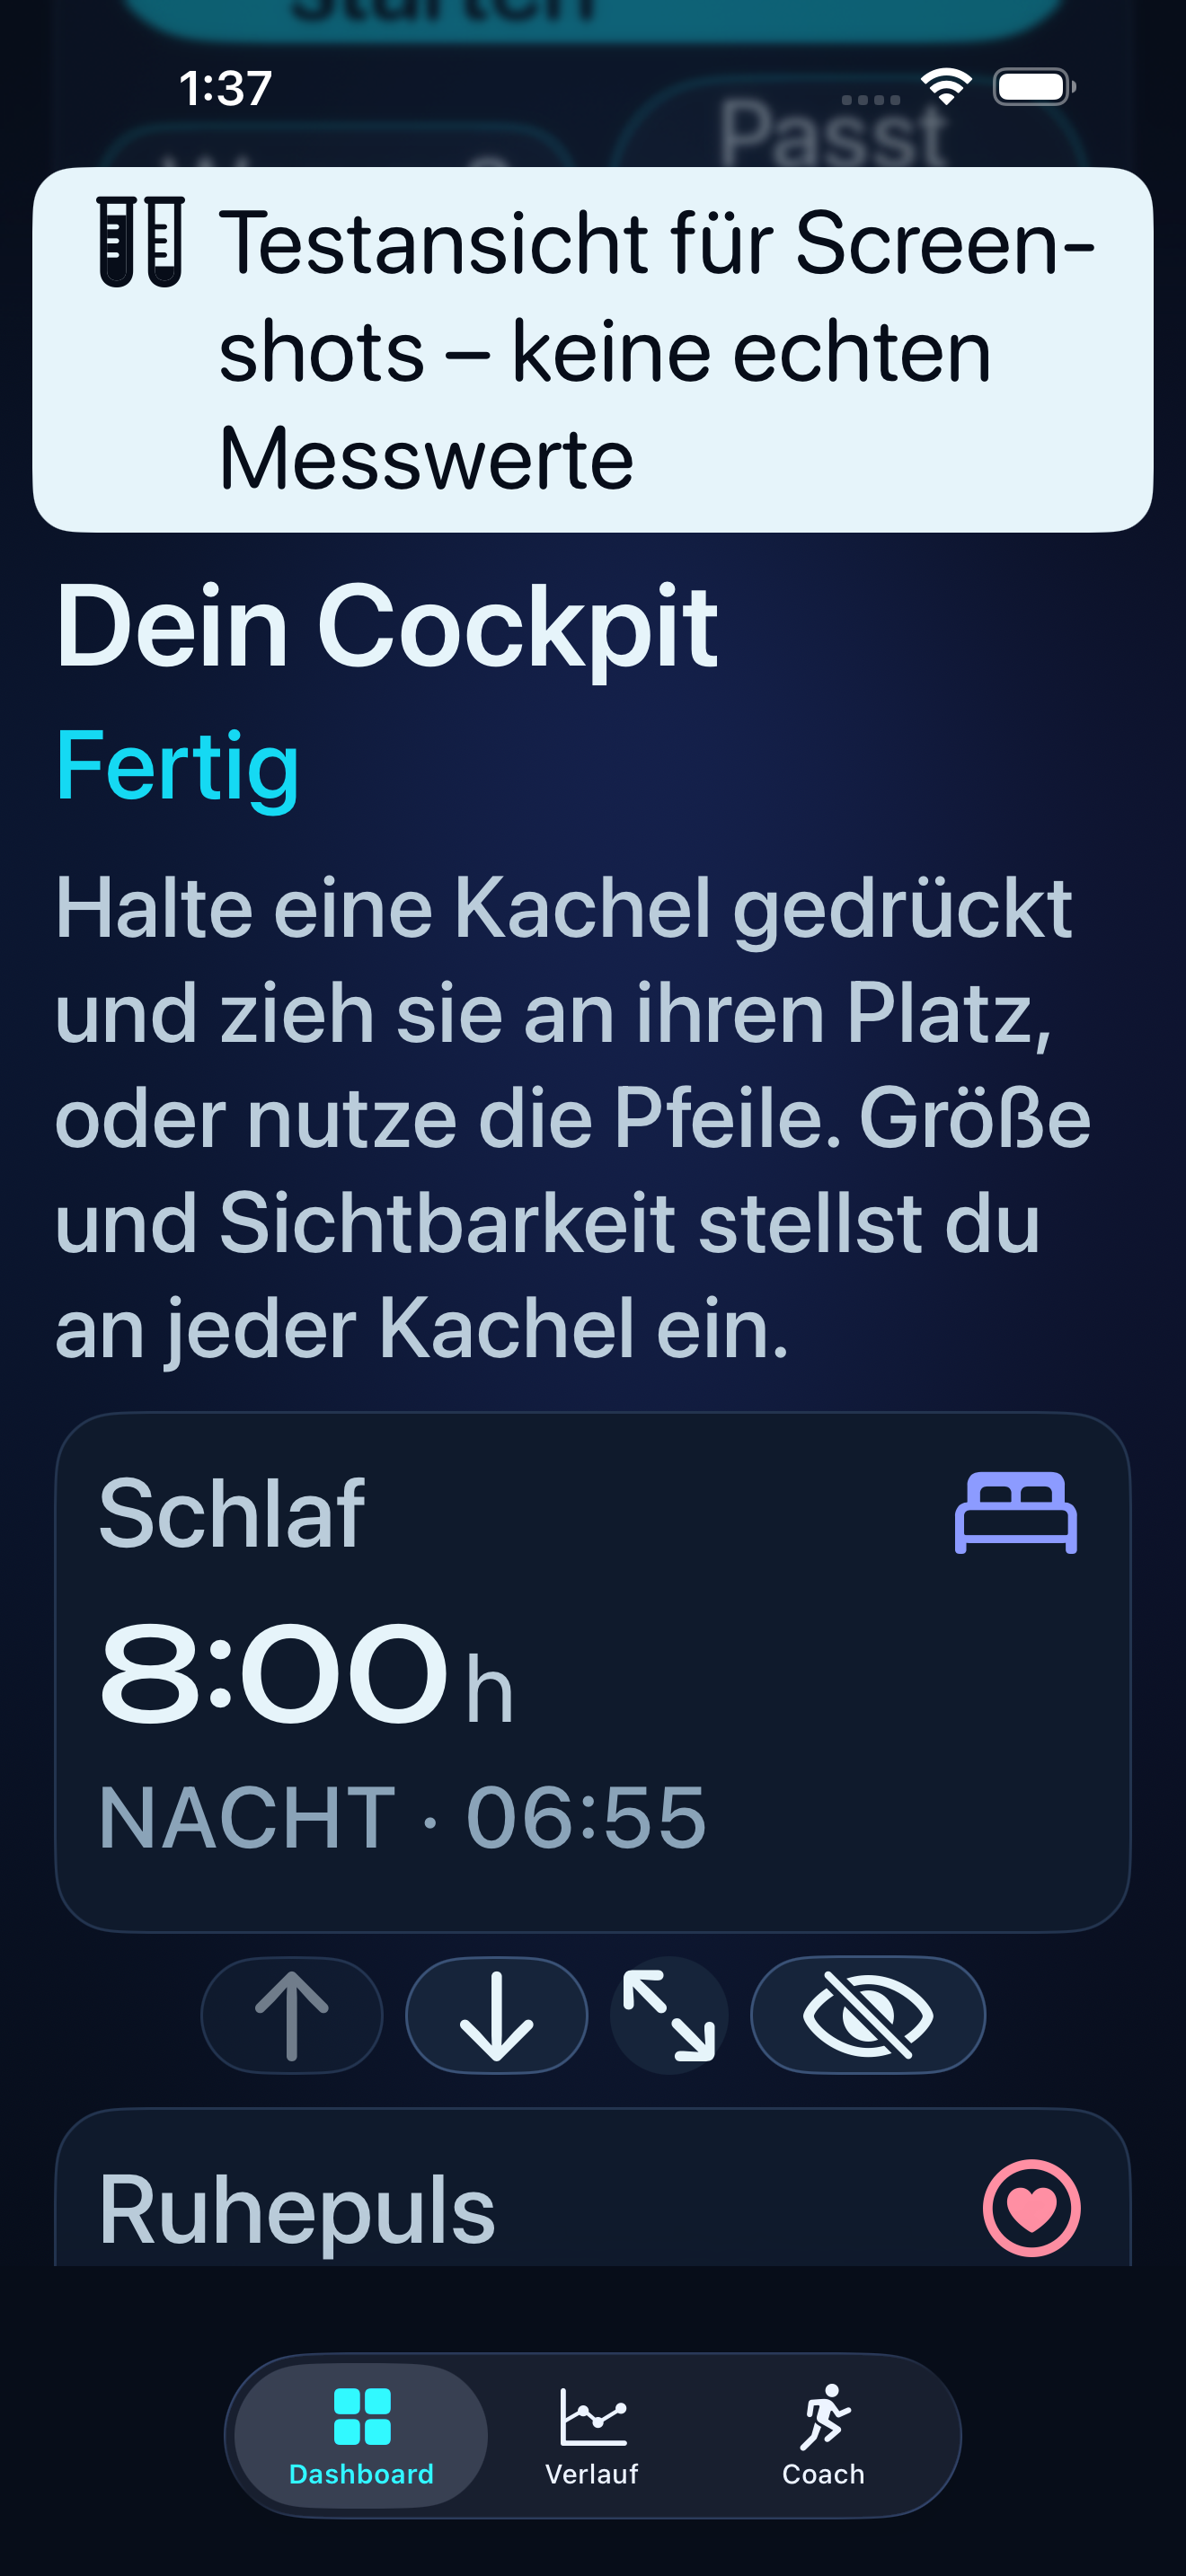 starten
1:37
Passt
Testansicht für Screen-
shots – keine echten
Messwerte
Dein Cockpit
Fertig
Halte eine Kachel gedrückt
und zieh sie an ihren Platz,
oder nutze die Pfeile. Größe
und Sichtbarkeit stellst du
an jeder Kachel ein.
Schlaf
8:00 h
NACHT · 06:55
Ruhepuls
Dashboard
Verlauf
Coach